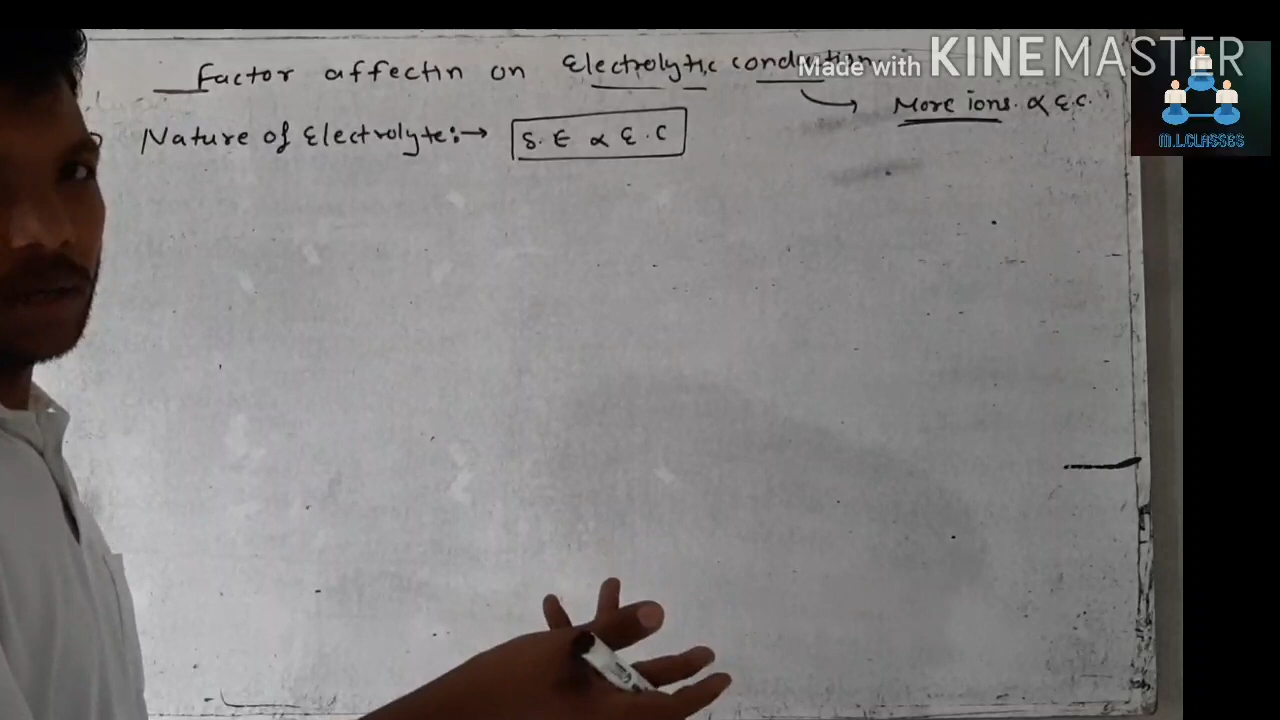 Factor affectin on Electrolytic conduction
Made with KINEMASTER
More ions. ∝ E.C.
Nature of Electrolyte:→ S.E ∝ E.C
M.L.CLASSES